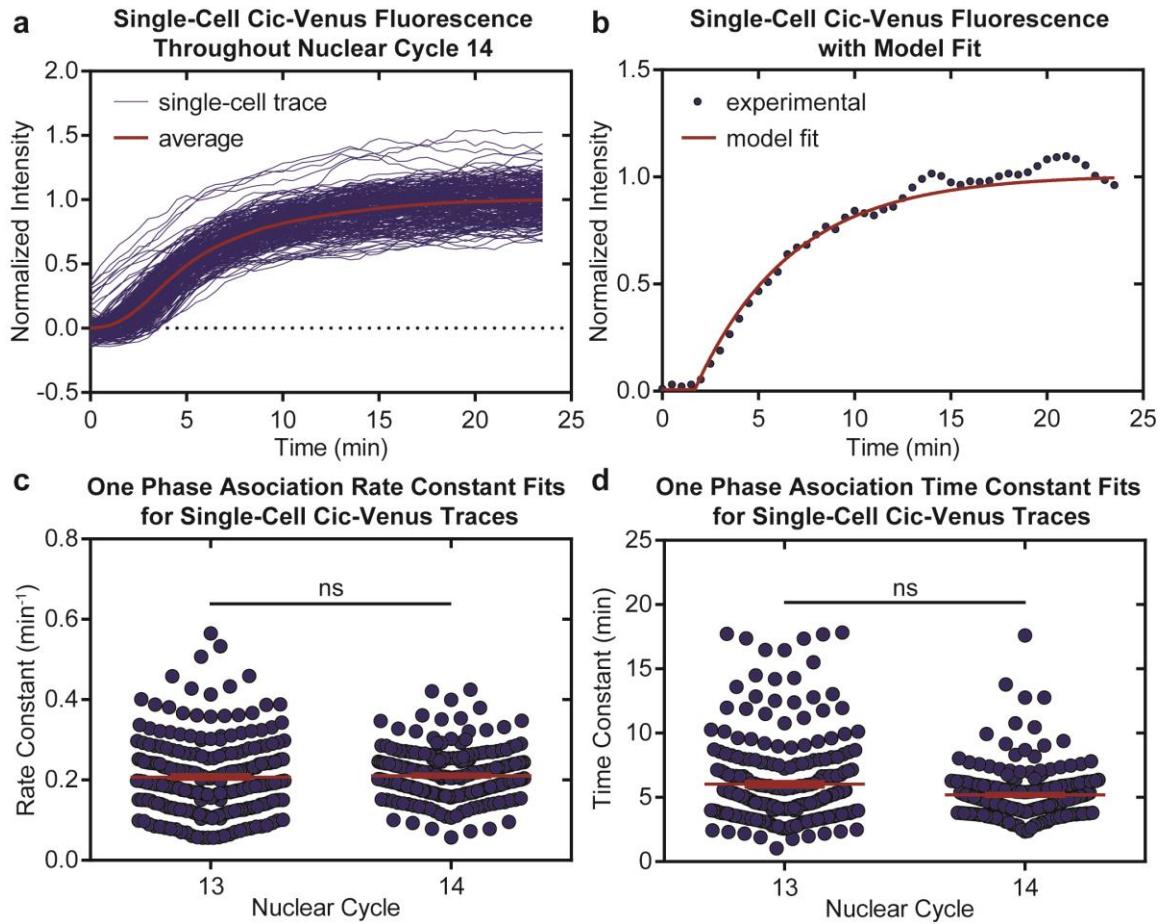 a
Single-Cell Cic-Venus Fluorescence
Throughout Nuclear Cycle 14
2.0
1.5
1.0
0.5
0.0
-0.5
Normalized Intensity
single-cell trace
average
0 5 10 15 20 25
Time (min)
b
Single-Cell Cic-Venus Fluorescence
with Model Fit
1.5
1.0
0.5
0.0
Normalized Intensity
experimental
model fit
0 5 10 15 20 25
Time (min)
c
One Phase Asociation Rate Constant Fits
for Single-Cell Cic-Venus Traces
0.8
0.6
0.4
0.2
0.0
Rate Constant (min⁻¹)
ns
13 14
Nuclear Cycle
d
One Phase Asociation Time Constant Fits
for Single-Cell Cic-Venus Traces
25
20
15
10
5
0
Time Constant (min)
ns
13 14
Nuclear Cycle